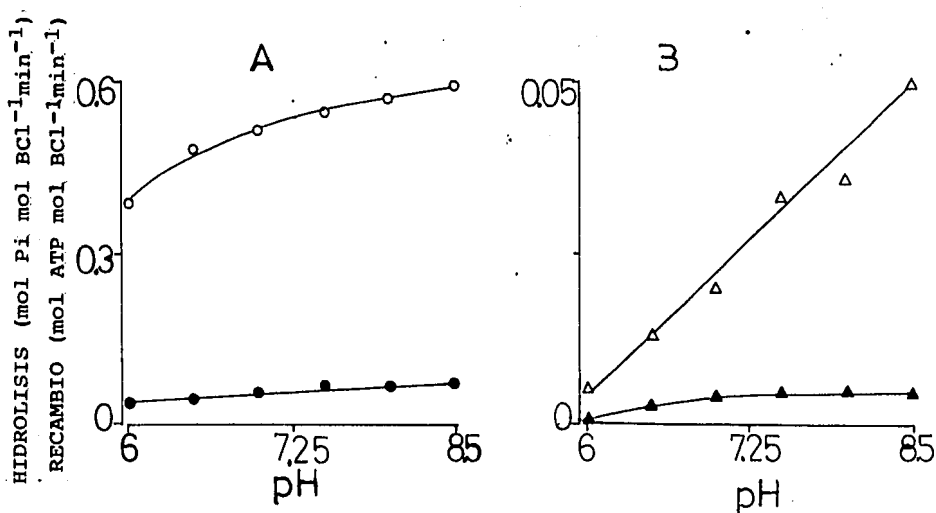 HIDROLISIS (mol Pi mol BCl⁻¹min⁻¹)
RECAMBIO (mol ATP mol BCl⁻¹min⁻¹)
A
0.6
0.3
0
6
7.25
8.5
pH
B
0.05
0
6
7.25
8.5
pH